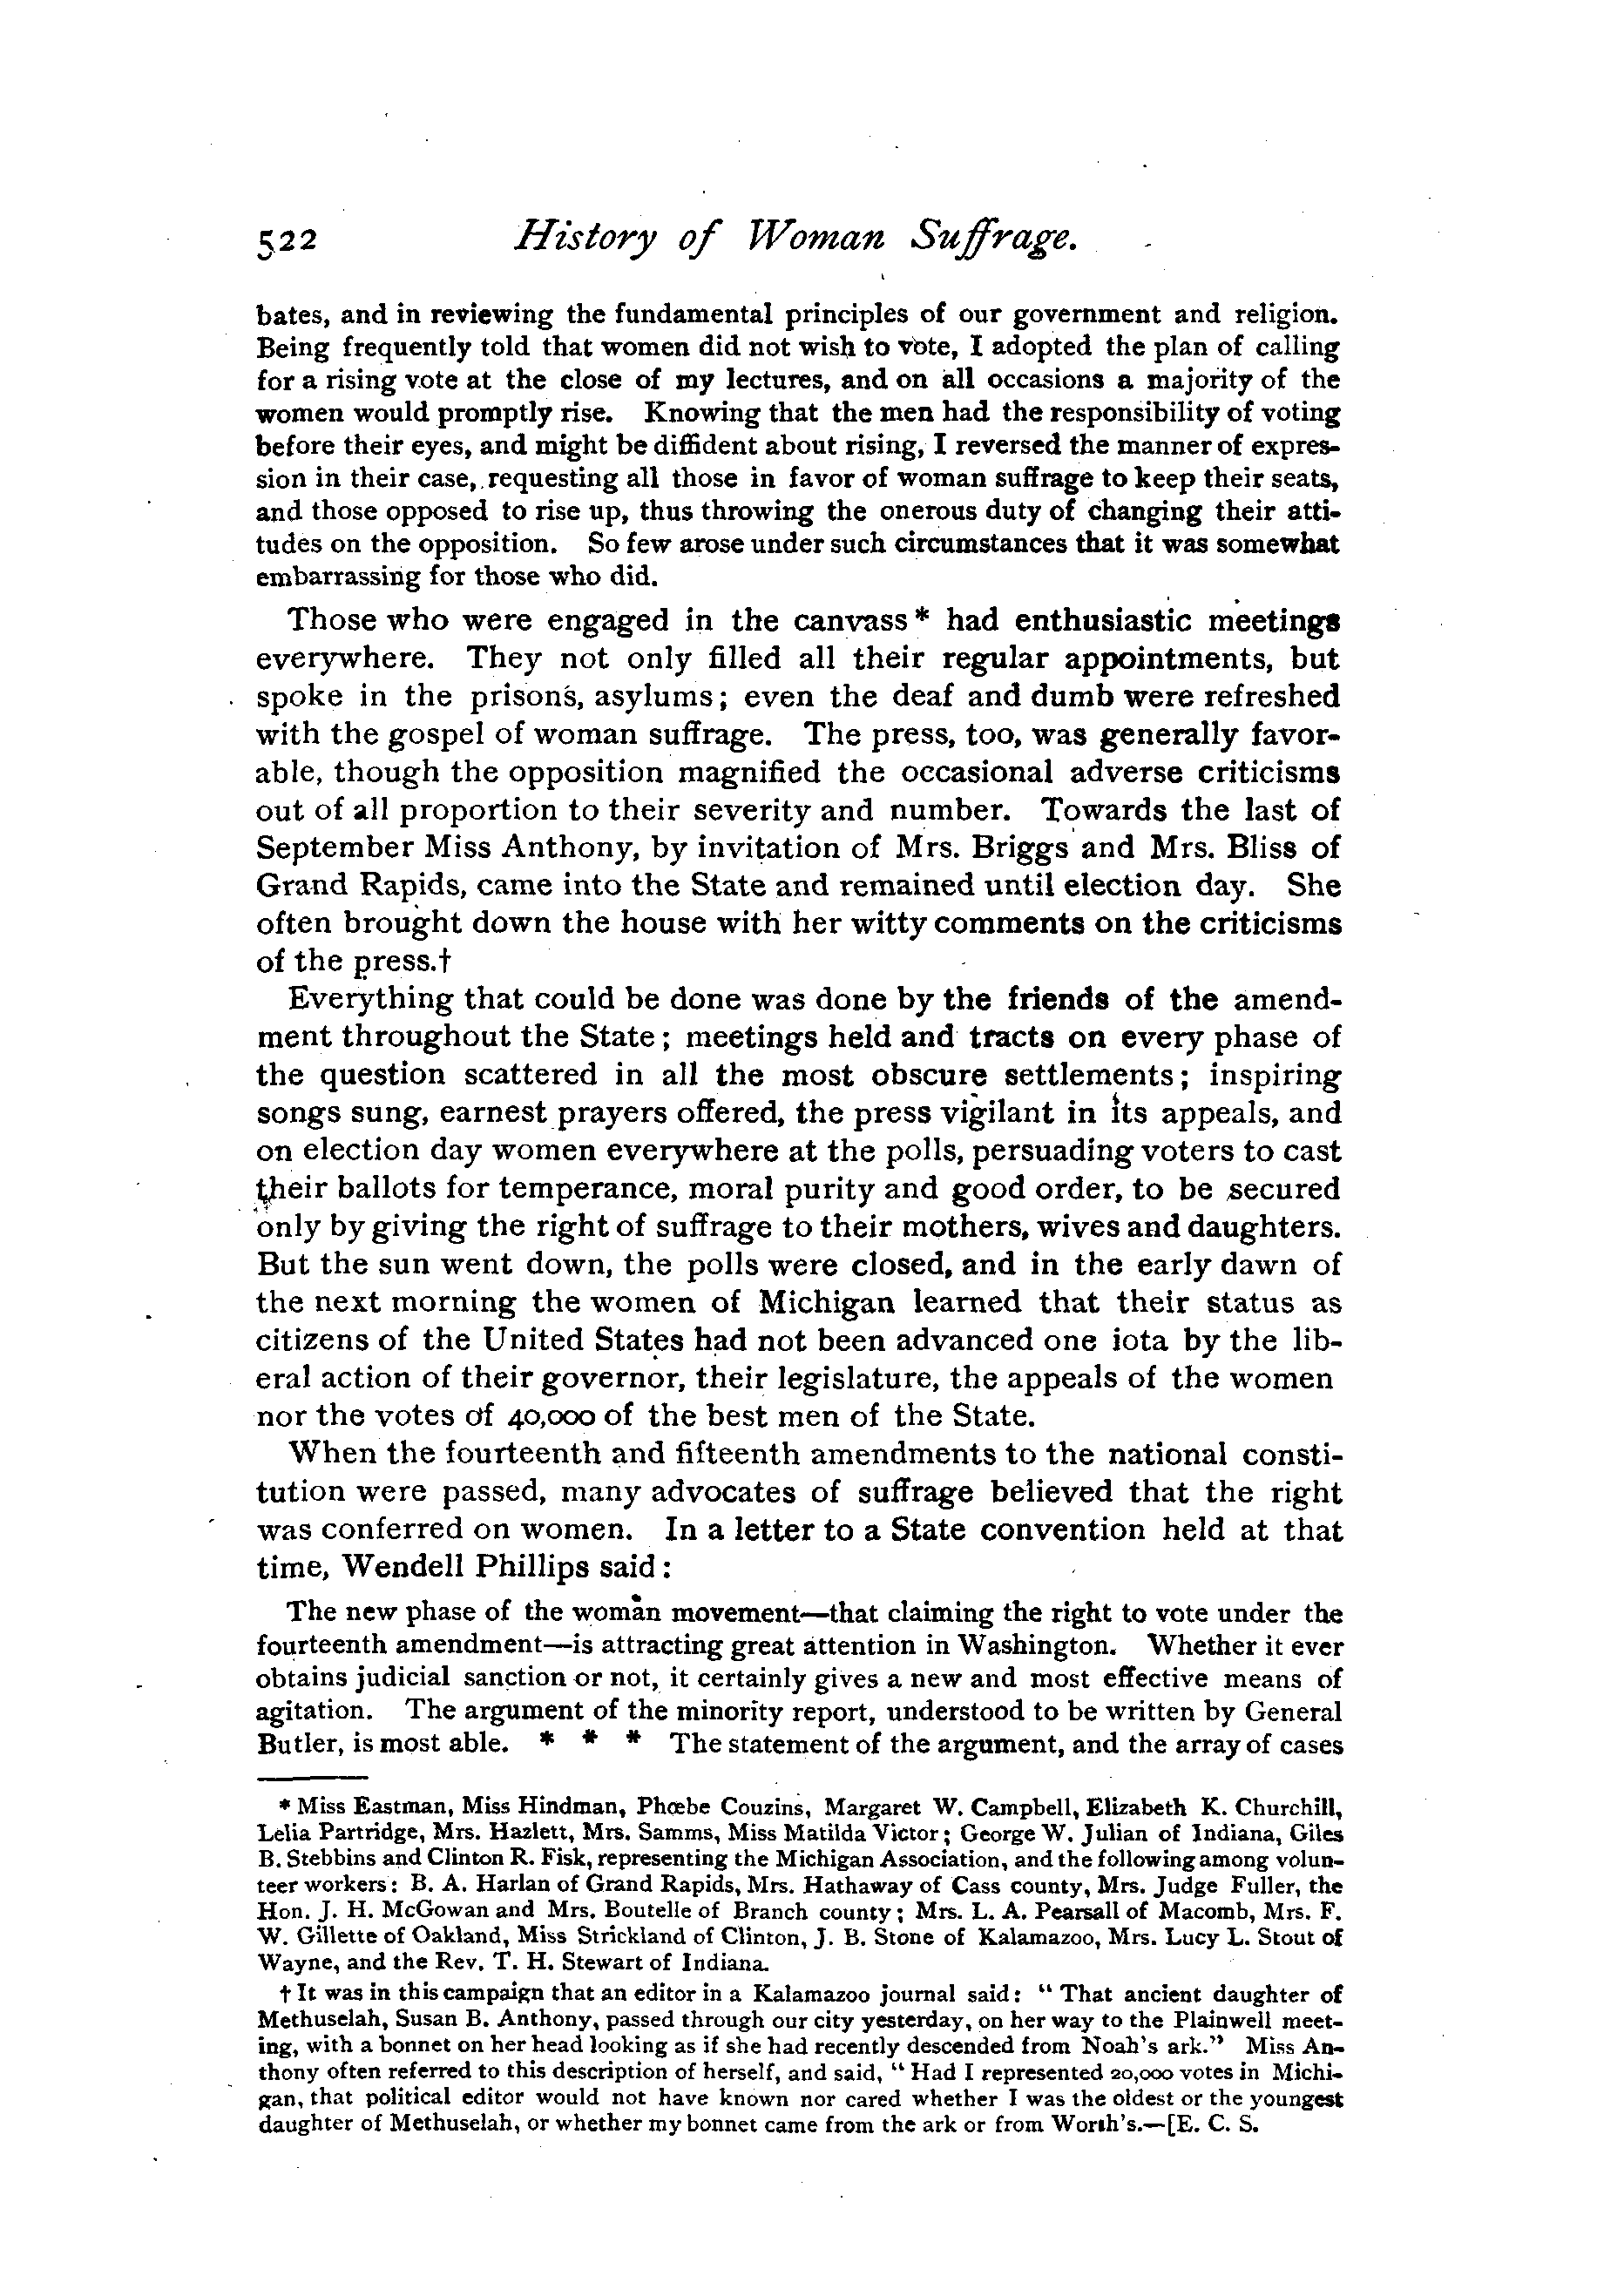 522 History of Woman Suffrage.
bates, and in reviewing the fundamental principles of our government and religion.
Being frequently told that women did not wish to vote, I adopted the plan of calling
for a rising vote at the close of my lectures, and on all occasions a majority of the
women would promptly rise. Knowing that the men had the responsibility of voting
before their eyes, and might be diffident about rising, I reversed the manner of expres-
sion in their case, requesting all those in favor of woman suffrage to keep their seats,
and those opposed to rise up, thus throwing the onerous duty of changing their atti-
tudes on the opposition. So few arose under such circumstances that it was somewhat
embarrassing for those who did.
Those who were engaged in the canvass * had enthusiastic meetings
everywhere. They not only filled all their regular appointments, but
spoke in the prisons, asylums; even the deaf and dumb were refreshed
with the gospel of woman suffrage. The press, too, was generally favor-
able, though the opposition magnified the occasional adverse criticisms
out of all proportion to their severity and number. Towards the last of
September Miss Anthony, by invitation of Mrs. Briggs and Mrs. Bliss of
Grand Rapids, came into the State and remained until election day. She
often brought down the house with her witty comments on the criticisms
of the press.†
Everything that could be done was done by the friends of the amend-
ment throughout the State; meetings held and tracts on every phase of
the question scattered in all the most obscure settlements; inspiring
songs sung, earnest prayers offered, the press vigilant in its appeals, and
on election day women everywhere at the polls, persuading voters to cast
their ballots for temperance, moral purity and good order, to be secured
only by giving the right of suffrage to their mothers, wives and daughters.
But the sun went down, the polls were closed, and in the early dawn of
the next morning the women of Michigan learned that their status as
citizens of the United States had not been advanced one iota by the lib-
eral action of their governor, their legislature, the appeals of the women
nor the votes of 40,000 of the best men of the State.
When the fourteenth and fifteenth amendments to the national consti-
tution were passed, many advocates of suffrage believed that the right
was conferred on women. In a letter to a State convention held at that
time, Wendell Phillips said:
The new phase of the woman movement—that claiming the right to vote under the
fourteenth amendment—is attracting great attention in Washington. Whether it ever
obtains judicial sanction or not, it certainly gives a new and most effective means of
agitation. The argument of the minority report, understood to be written by General
Butler, is most able. * * * The statement of the argument, and the array of cases
* Miss Eastman, Miss Hindman, Phœbe Couzins, Margaret W. Campbell, Elizabeth K. Churchill,
Lelia Partridge, Mrs. Hazlett, Mrs. Samms, Miss Matilda Victor; George W. Julian of Indiana, Giles
B. Stebbins and Clinton R. Fisk, representing the Michigan Association, and the following among volun-
teer workers: B. A. Harlan of Grand Rapids, Mrs. Hathaway of Cass county, Mrs. Judge Fuller, the
Hon. J. H. McGowan and Mrs. Boutelle of Branch county; Mrs. L. A. Pearsall of Macomb, Mrs. F.
W. Gillette of Oakland, Miss Strickland of Clinton, J. B. Stone of Kalamazoo, Mrs. Lucy L. Stout of
Wayne, and the Rev. T. H. Stewart of Indiana.
† It was in this campaign that an editor in a Kalamazoo journal said: "That ancient daughter of
Methuselah, Susan B. Anthony, passed through our city yesterday, on her way to the Plainwell meet-
ing, with a bonnet on her head looking as if she had recently descended from Noah's ark." Miss An-
thony often referred to this description of herself, and said, "Had I represented 20,000 votes in Michi-
gan, that political editor would not have known nor cared whether I was the oldest or the youngest
daughter of Methuselah, or whether my bonnet came from the ark or from Worth's.—[E. C. S.